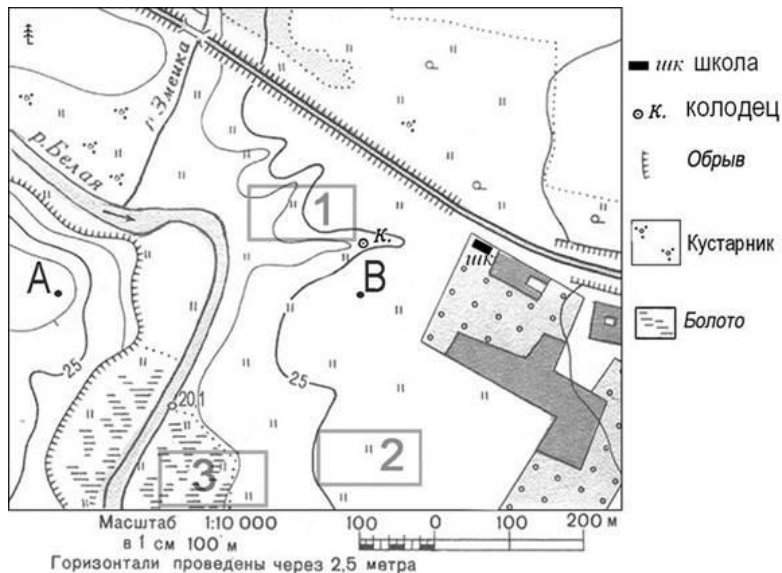 г. Змейка
р. Белая
1
к.
А
В
шк
25
25
20,1
2
3
шк школа
к. колодец
Обрыв
Кустарник
Болото
Масштаб 1:10 000
в 1 см 100 м
100 0 100 200 м
Горизонтали проведены через 2,5 метра